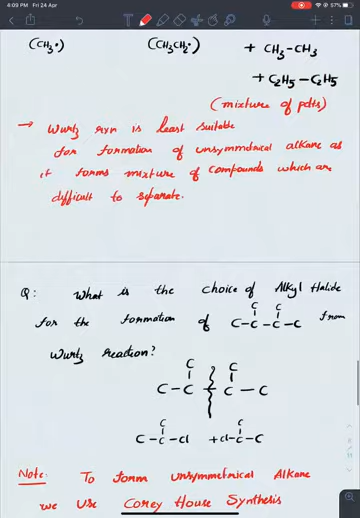 4:09 PM Fri 24 Apr
51%
(CH3•) (CH3CH2•) + CH3–CH3
+ C2H5–C2H5
(mixture of pdts)
→ Wurtz rxn is least suitable
for formation of unsymmetrical alkane as
it forms mixture of compounds which are
difficult to separate.
Q: What is the choice of Alkyl Halide
C C
for the formation of C–C–C–C from
Wurtz reaction?
C C
C–C–C–C
C C
C–C–Cl +Cl–C–C
Note: To form unsymmetrical Alkane
we use Corey House Synthesis